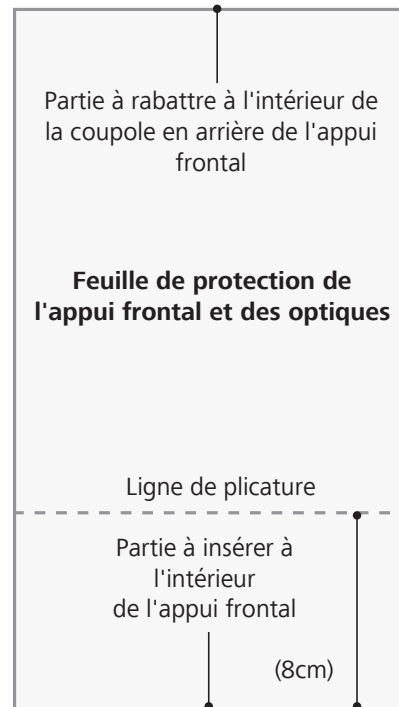 Partie à rabattre à l'intérieur de
la coupole en arrière de l'appui
frontal
Feuille de protection de
l'appui frontal et des optiques
Ligne de plicature
Partie à insérer à
l'intérieur
de l'appui frontal
(8cm)